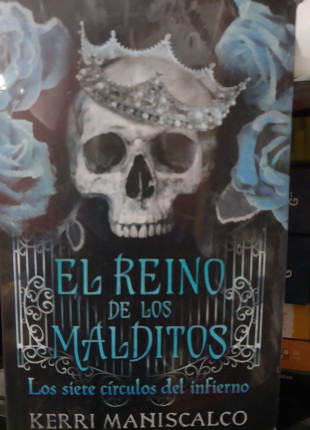 EL REINO
DE LOS
MALDITOS
Los siete círculos del infierno
KERRI MANISCALCO